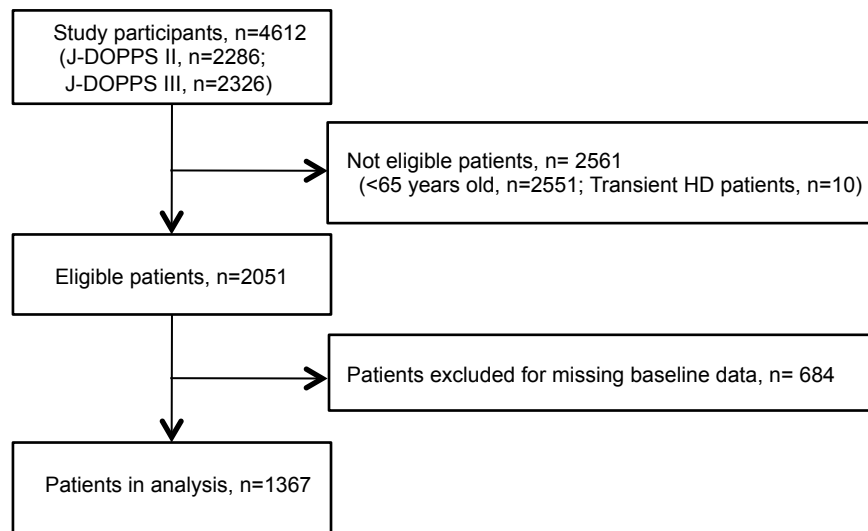 Study participants, n=4612
(J-DOPPS II, n=2286;
J-DOPPS III, n=2326)
Not eligible patients, n= 2561
(<65 years old, n=2551; Transient HD patients, n=10)
Eligible patients, n=2051
Patients excluded for missing baseline data, n= 684
Patients in analysis, n=1367